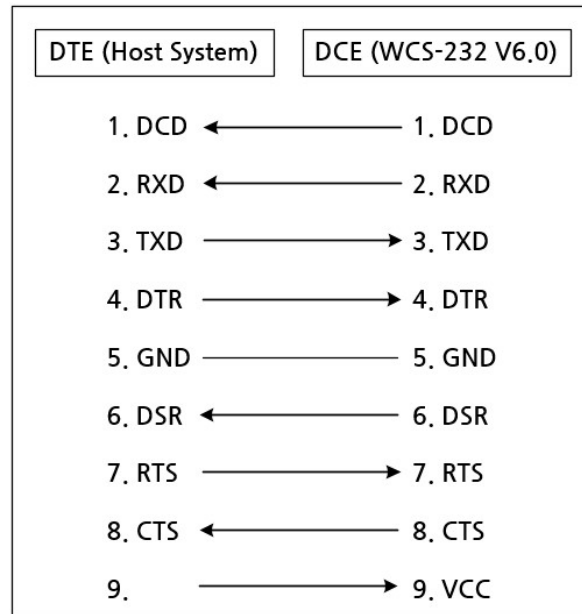 DTE (Host System) DCE (WCS-232 V6.0)
1. DCD 1. DCD
2. RXD 2. RXD
3. TXD 3. TXD
4. DTR 4. DTR
5. GND 5. GND
6. DSR 6. DSR
7. RTS 7. RTS
8. CTS 8. CTS
9. 9. VCC